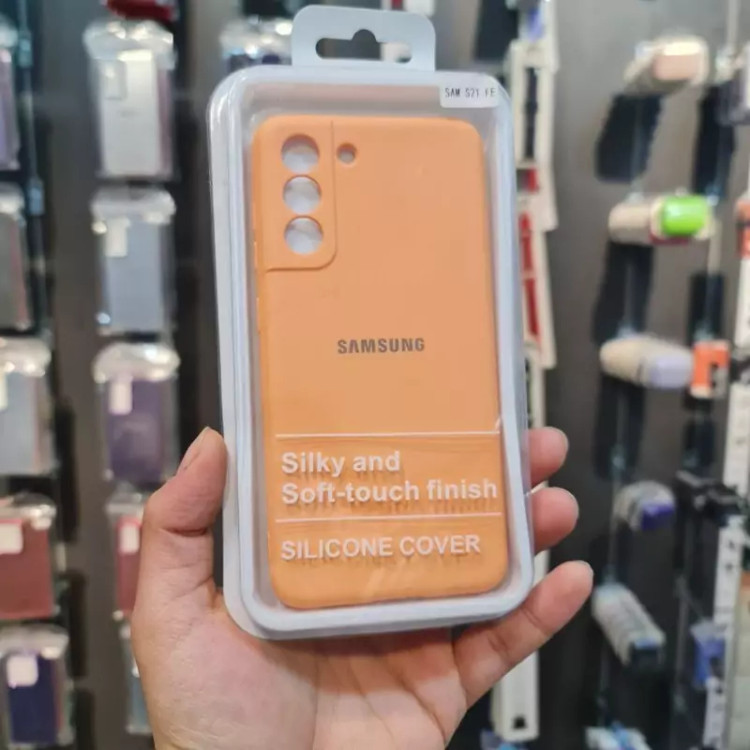 SAM S21 FE
SAMSUNG
Silky and
Soft-touch finish
SILICONE COVER